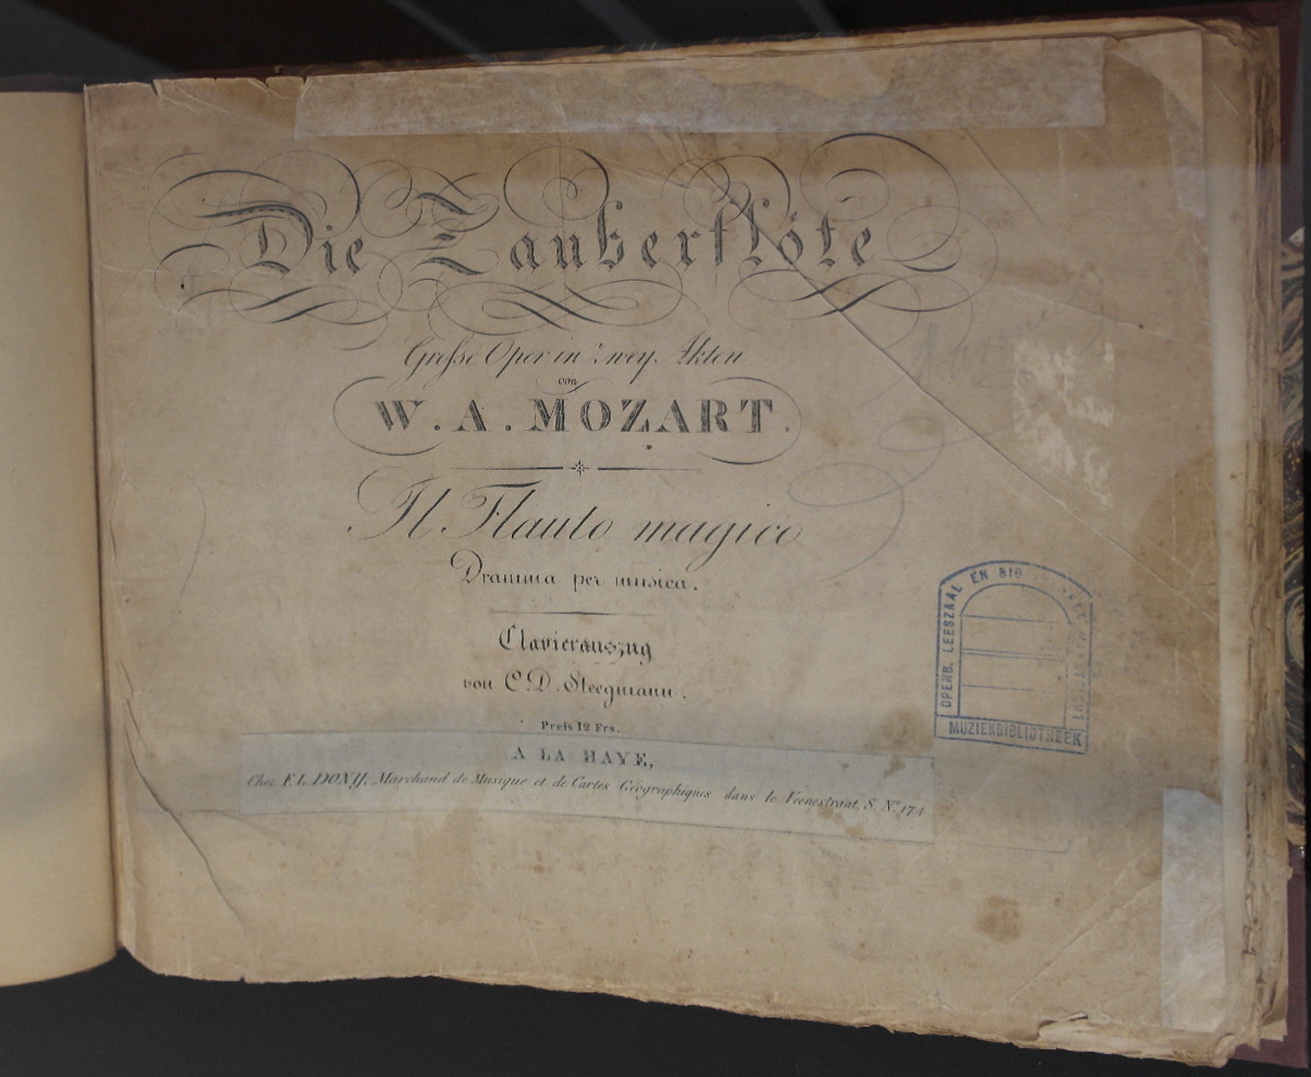 Die Zauberflöte
Grosse Oper in zwey Akten
von
W. A. MOZART.
Il Flauto magico
Dramma per musica.
Clavierauszug
von C. D. Steegmann.
Preis 12 Frs.
A LA HAYE,
Chez F. L. DONY, Marchand de Musique et de Cartes Géographiques dans le Veenestraat, S. No. 174
OPENB. LEESZAAL EN
MUZIEKBIBLIOTHEEK